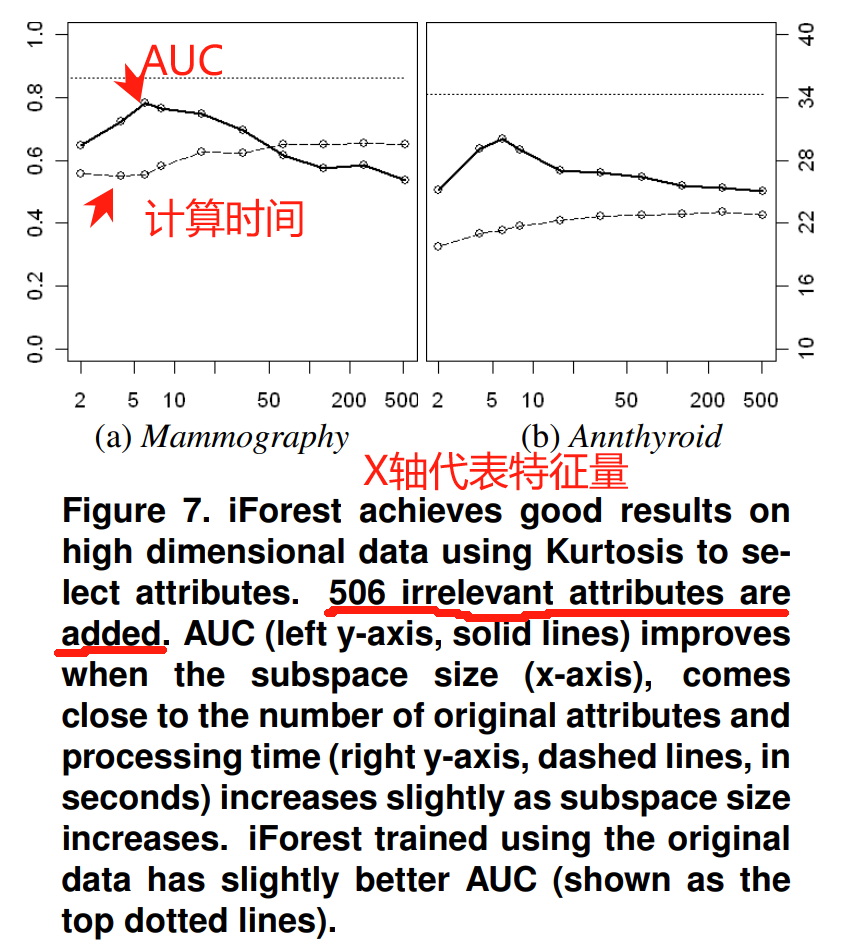 1.0
0.8
0.6
0.4
0.2
0.0
AUC
计算时间
40
34
28
22
16
10
2 5 10 50 200 500
2 5 10 50 200 500
(a) Mammography
(b) Annthyroid
X轴代表特征量
Figure 7. iForest achieves good results on
high dimensional data using Kurtosis to se-
lect attributes. 506 irrelevant attributes are
added. AUC (left y-axis, solid lines) improves
when the subspace size (x-axis), comes
close to the number of original attributes and
processing time (right y-axis, dashed lines, in
seconds) increases slightly as subspace size
increases. iForest trained using the original
data has slightly better AUC (shown as the
top dotted lines).